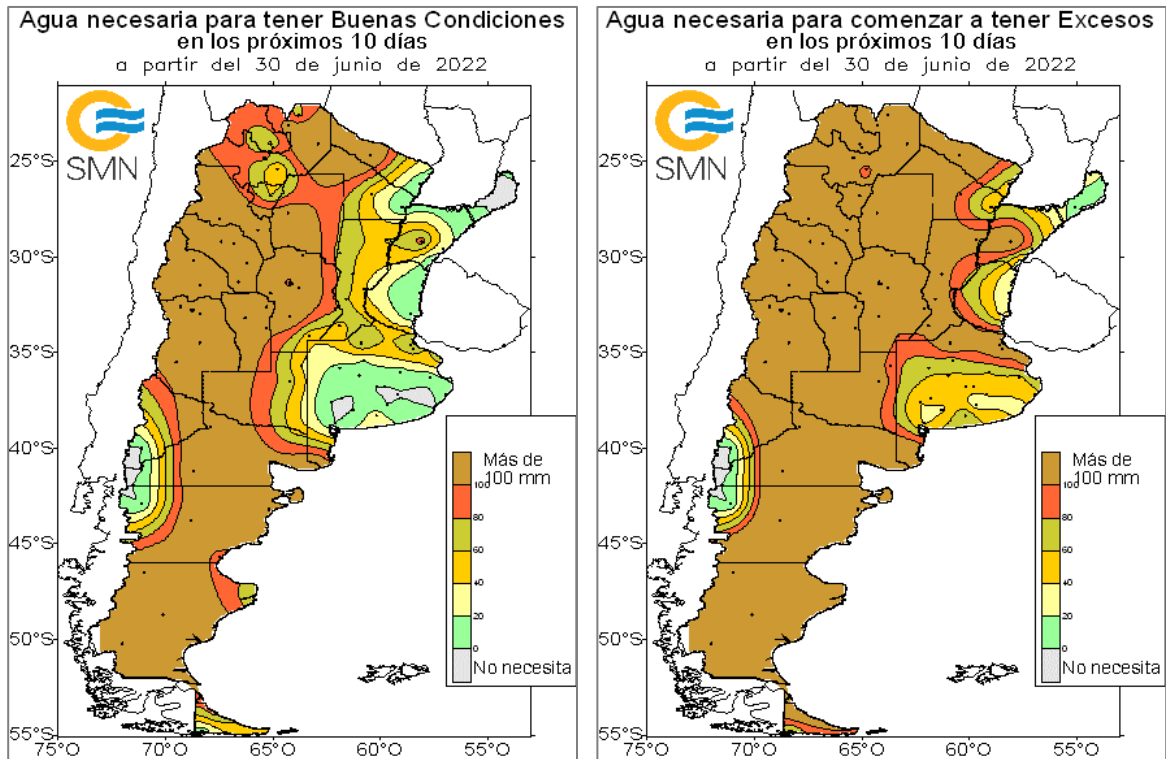 Agua necesaria para tener Buenas Condiciones
en los próximos 10 días
a partir del 30 de junio de 2022
SMN
25°S
30°S
35°S
40°S
45°S
50°S
55°S
75°O
70°O
65°O
60°O
55°O
Más de
100 mm
100
80
60
40
20
0
No necesita
Agua necesaria para comenzar a tener Excesos
en los próximos 10 días
a partir del 30 de junio de 2022
SMN
25°S
30°S
35°S
40°S
45°S
50°S
55°S
75°O
70°O
65°O
60°O
55°O
Más de
100 mm
100
80
60
40
20
0
No necesita